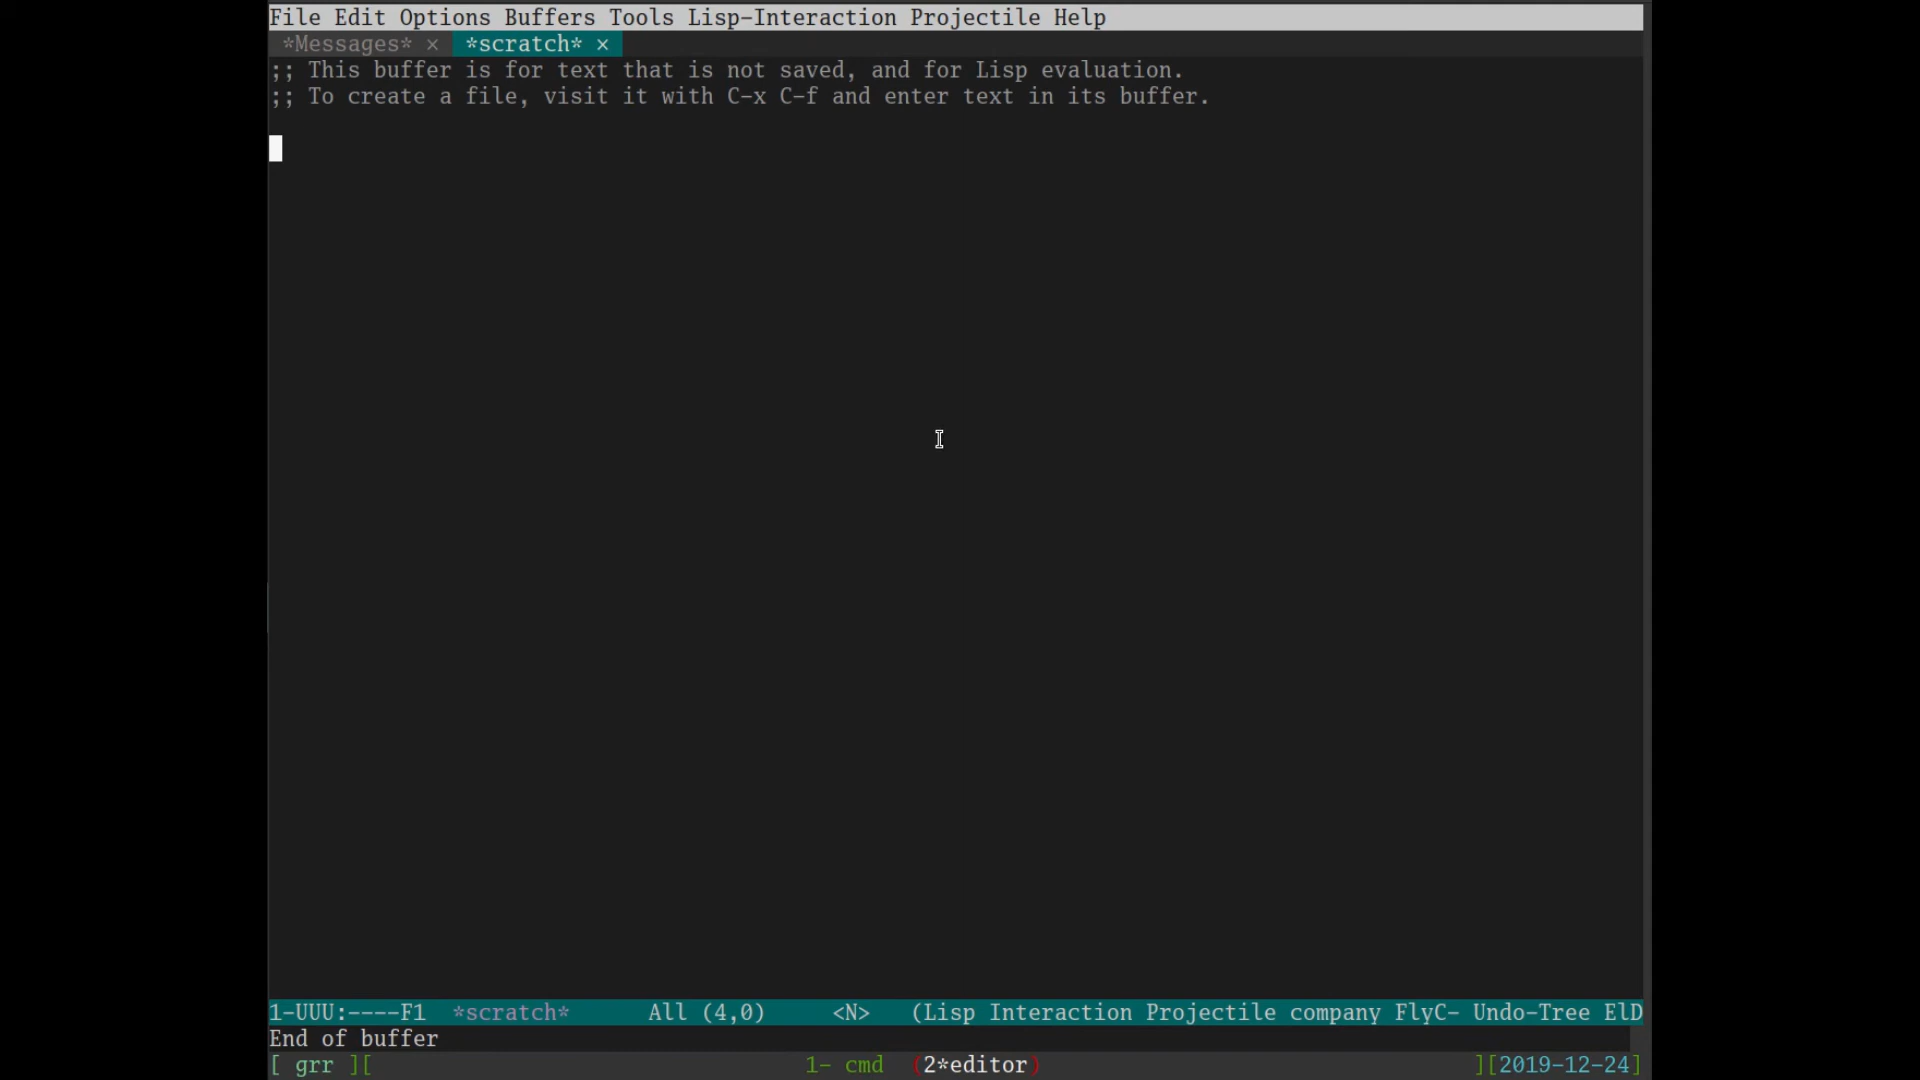 File Edit Options Buffers Tools Lisp-Interaction Projectile Help
*Messages* × *scratch* ×
;; This buffer is for text that is not saved, and for Lisp evaluation.
;; To create a file, visit it with C-x C-f and enter text in its buffer.
1-UUU:----F1 *scratch* All (4,0) <N> (Lisp Interaction Projectile company FlyC- Undo-Tree ElD
End of buffer
[ grr ][ 1- cmd (2*editor) ][2019-12-24]